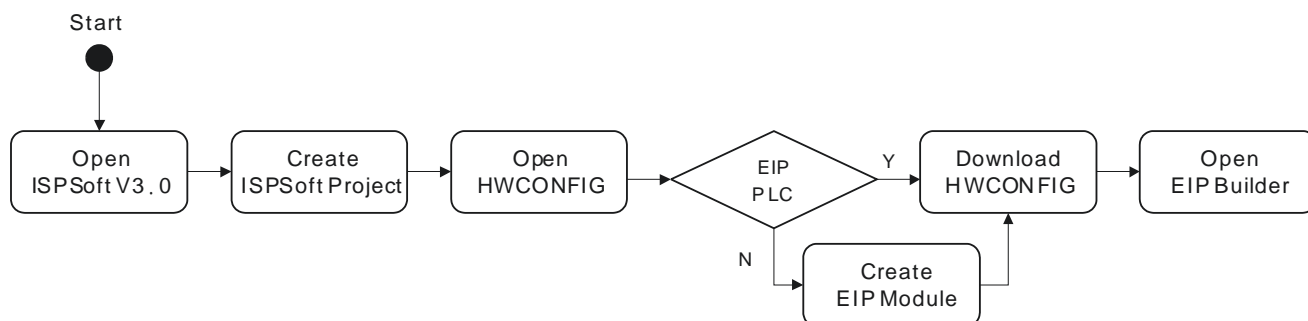 Start
Open
ISPSoft V3.0
Create
ISPSoft Project
Open
HWCONFIG
EIP
PLC
Y
N
Create
EIP Module
Download
HWCONFIG
Open
EIP Builder